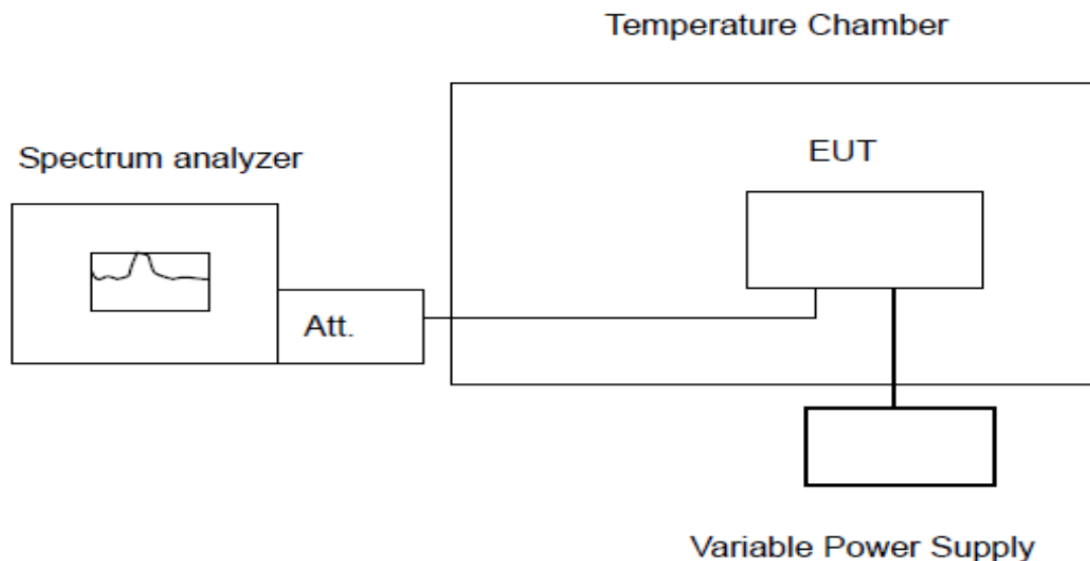 Temperature Chamber
Spectrum analyzer
EUT
Att.
Variable Power Supply